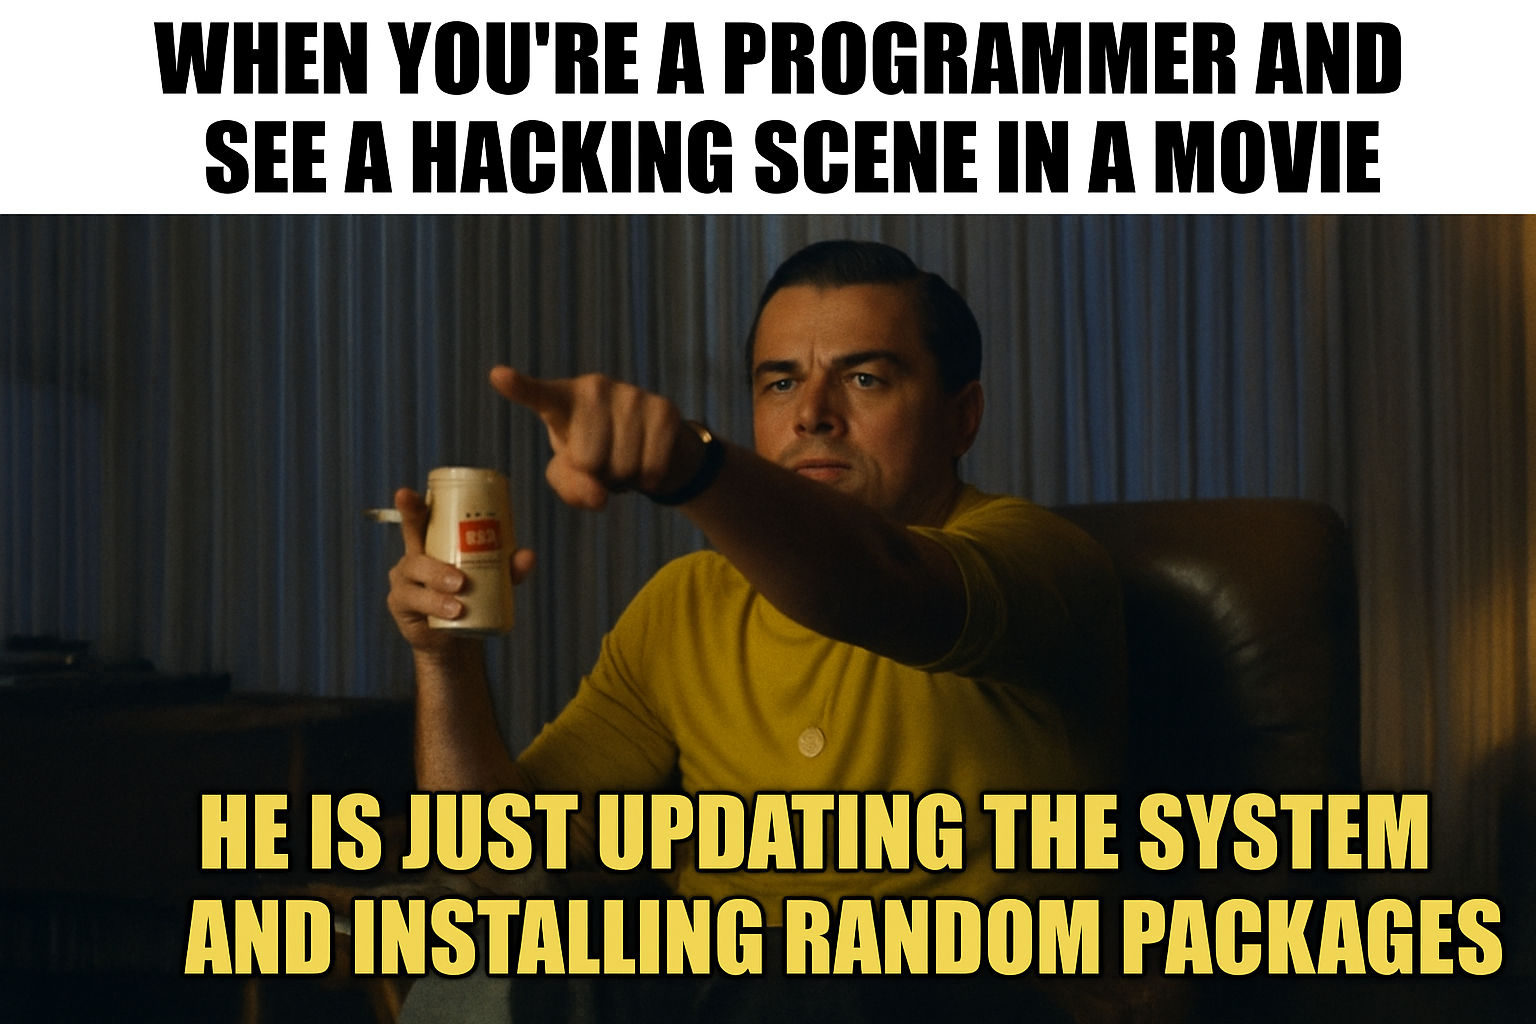 WHEN YOU'RE A PROGRAMMER AND
SEE A HACKING SCENE IN A MOVIE
HE IS JUST UPDATING THE SYSTEM
AND INSTALLING RANDOM PACKAGES